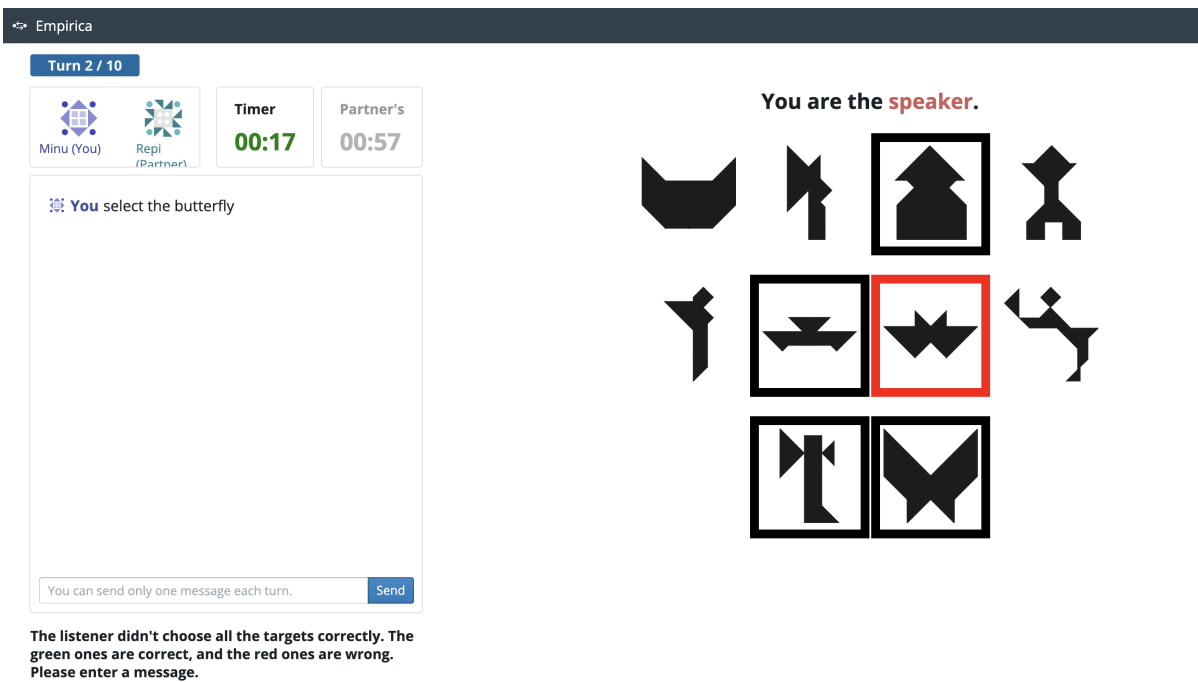 Empirica
Turn 2 / 10
Minu (You)
Repi
(Partner)
Timer
00:17
Partner's
00:57
You are the speaker.
You select the butterfly
You can send only one message each turn.
Send
The listener didn't choose all the targets correctly. The
green ones are correct, and the red ones are wrong.
Please enter a message.